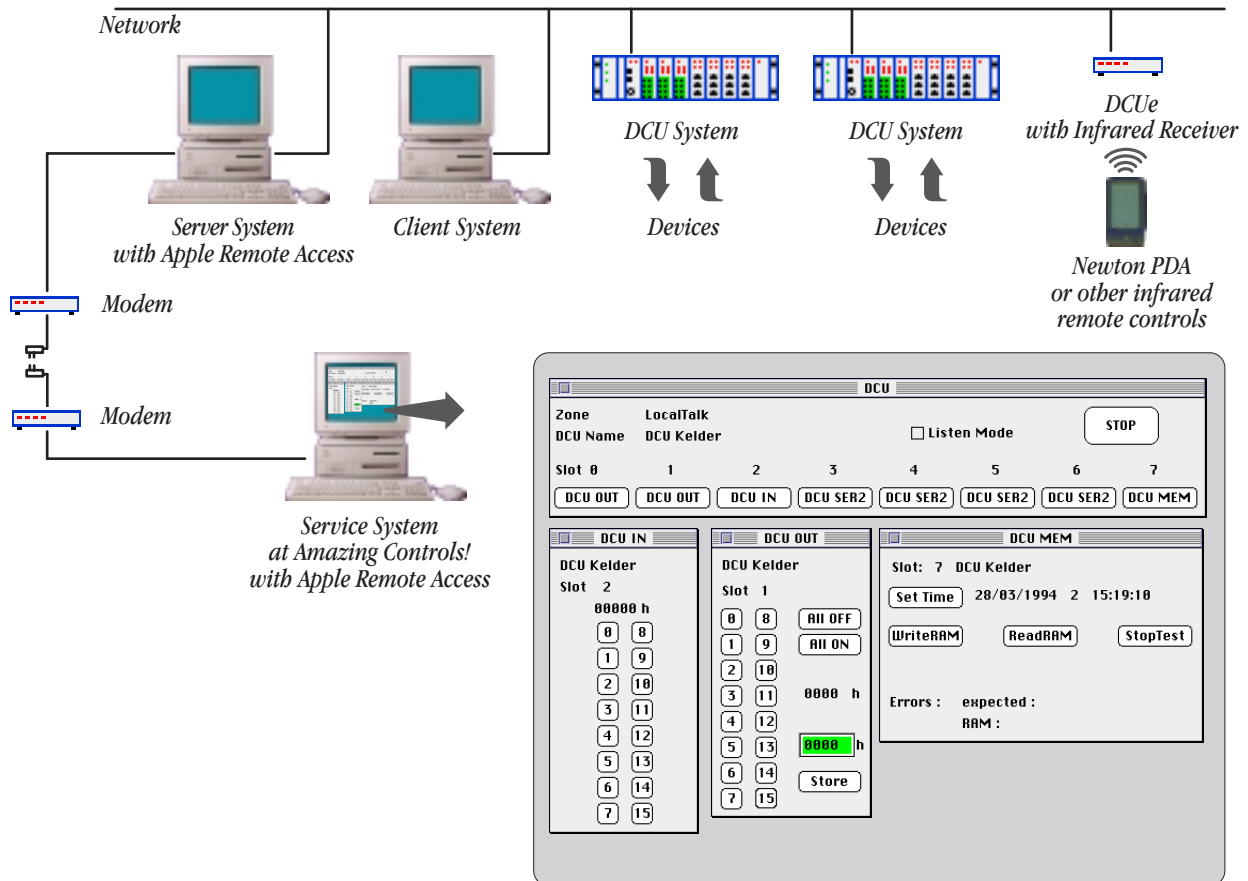 Network
Server System
with Apple Remote Access
Client System
DCU System
Devices
DCU System
Devices
DCUe
with Infrared Receiver
Newton PDA
or other infrared
remote controls
Modem
Modem
Service System
at Amazing Controls!
with Apple Remote Access
DCU
Zone LocalTalk
DCU Name DCU Kelder
Listen Mode
STOP
Slot 0 1 2 3 4 5 6 7
DCU OUT DCU OUT DCU IN DCU SER2 DCU SER2 DCU SER2 DCU SER2 DCU MEM
DCU IN
DCU Kelder
Slot 2
00000 h
0 8
1 9
2 10
3 11
4 12
5 13
6 14
7 15
DCU OUT
DCU Kelder
Slot 1
0 8 All OFF
1 9 All ON
2 10
3 11 0000 h
4 12
5 13 0000 h
6 14 Store
7 15
DCU MEM
Slot: 7 DCU Kelder
Set Time 28/03/1994 2 15:19:10
WriteRAM ReadRAM StopTest
Errors : expected :
RAM :